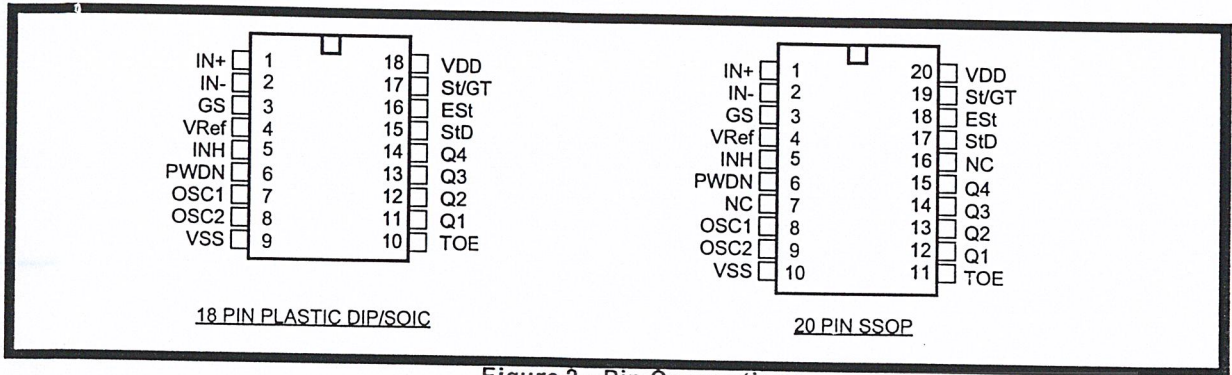 IN+ 1 18 VDD
IN- 2 17 St/GT
GS 3 16 ESt
VRef 4 15 StD
INH 5 14 Q4
PWDN 6 13 Q3
OSC1 7 12 Q2
OSC2 8 11 Q1
VSS 9 10 TOE
18 PIN PLASTIC DIP/SOIC
IN+ 1 20 VDD
IN- 2 19 St/GT
GS 3 18 ESt
VRef 4 17 StD
INH 5 16 NC
PWDN 6 15 Q4
NC 7 14 Q3
OSC1 8 13 Q2
OSC2 9 12 Q1
VSS 10 11 TOE
20 PIN SSOP
Figure 2 - Pin